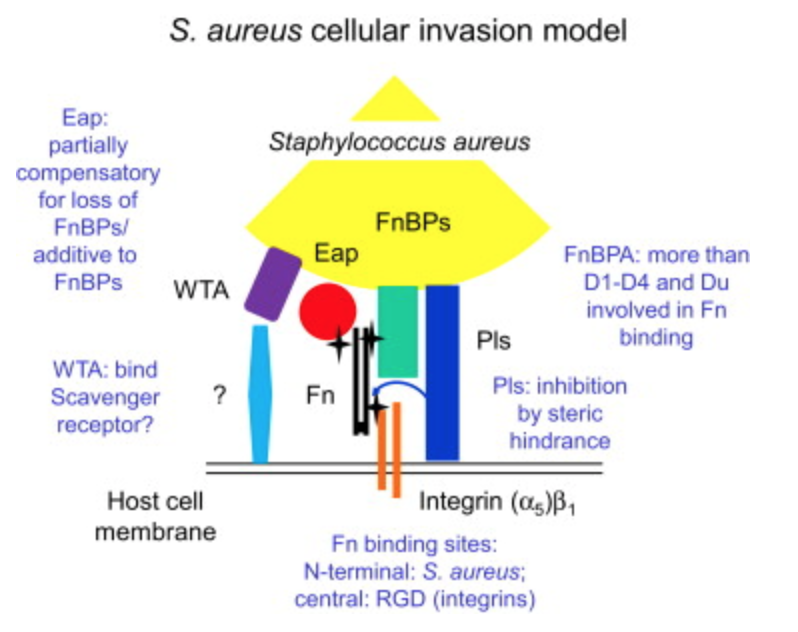 S. aureus cellular invasion model
Eap:
partially
compensatory
for loss of
FnBPs/
additive to
FnBPs
Staphylococcus aureus
FnBPs
Eap
WTA
FnBPA: more than
D1-D4 and Du
involved in Fn
binding
Pls
WTA: bind
Scavenger
receptor?
?
Fn
Pls: inhibition
by steric
hindrance
Host cell
membrane
Integrin (α₅)β₁
Fn binding sites:
N-terminal: S. aureus;
central: RGD (integrins)